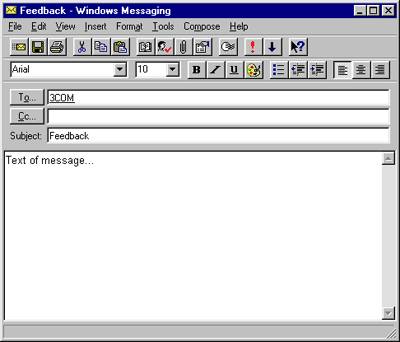 Feedback - Windows Messaging
File Edit View Insert Format Tools Compose Help
Arial 10 B I U
To... 3COM
Cc...
Subject: Feedback
Text of message...